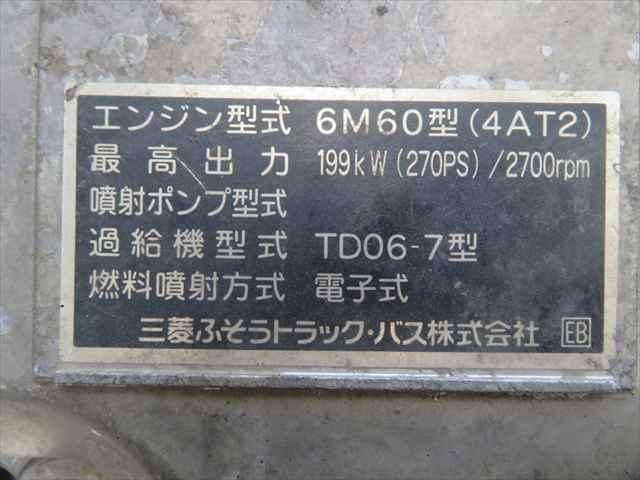 エンジン型式 6M60型(4AT2)
最高出力 199kW(270PS)/2700rpm
噴射ポンプ型式
過給機型式 TD06-7型
燃料噴射方式 電子式
三菱ふそうトラック・バス株式会社 EB